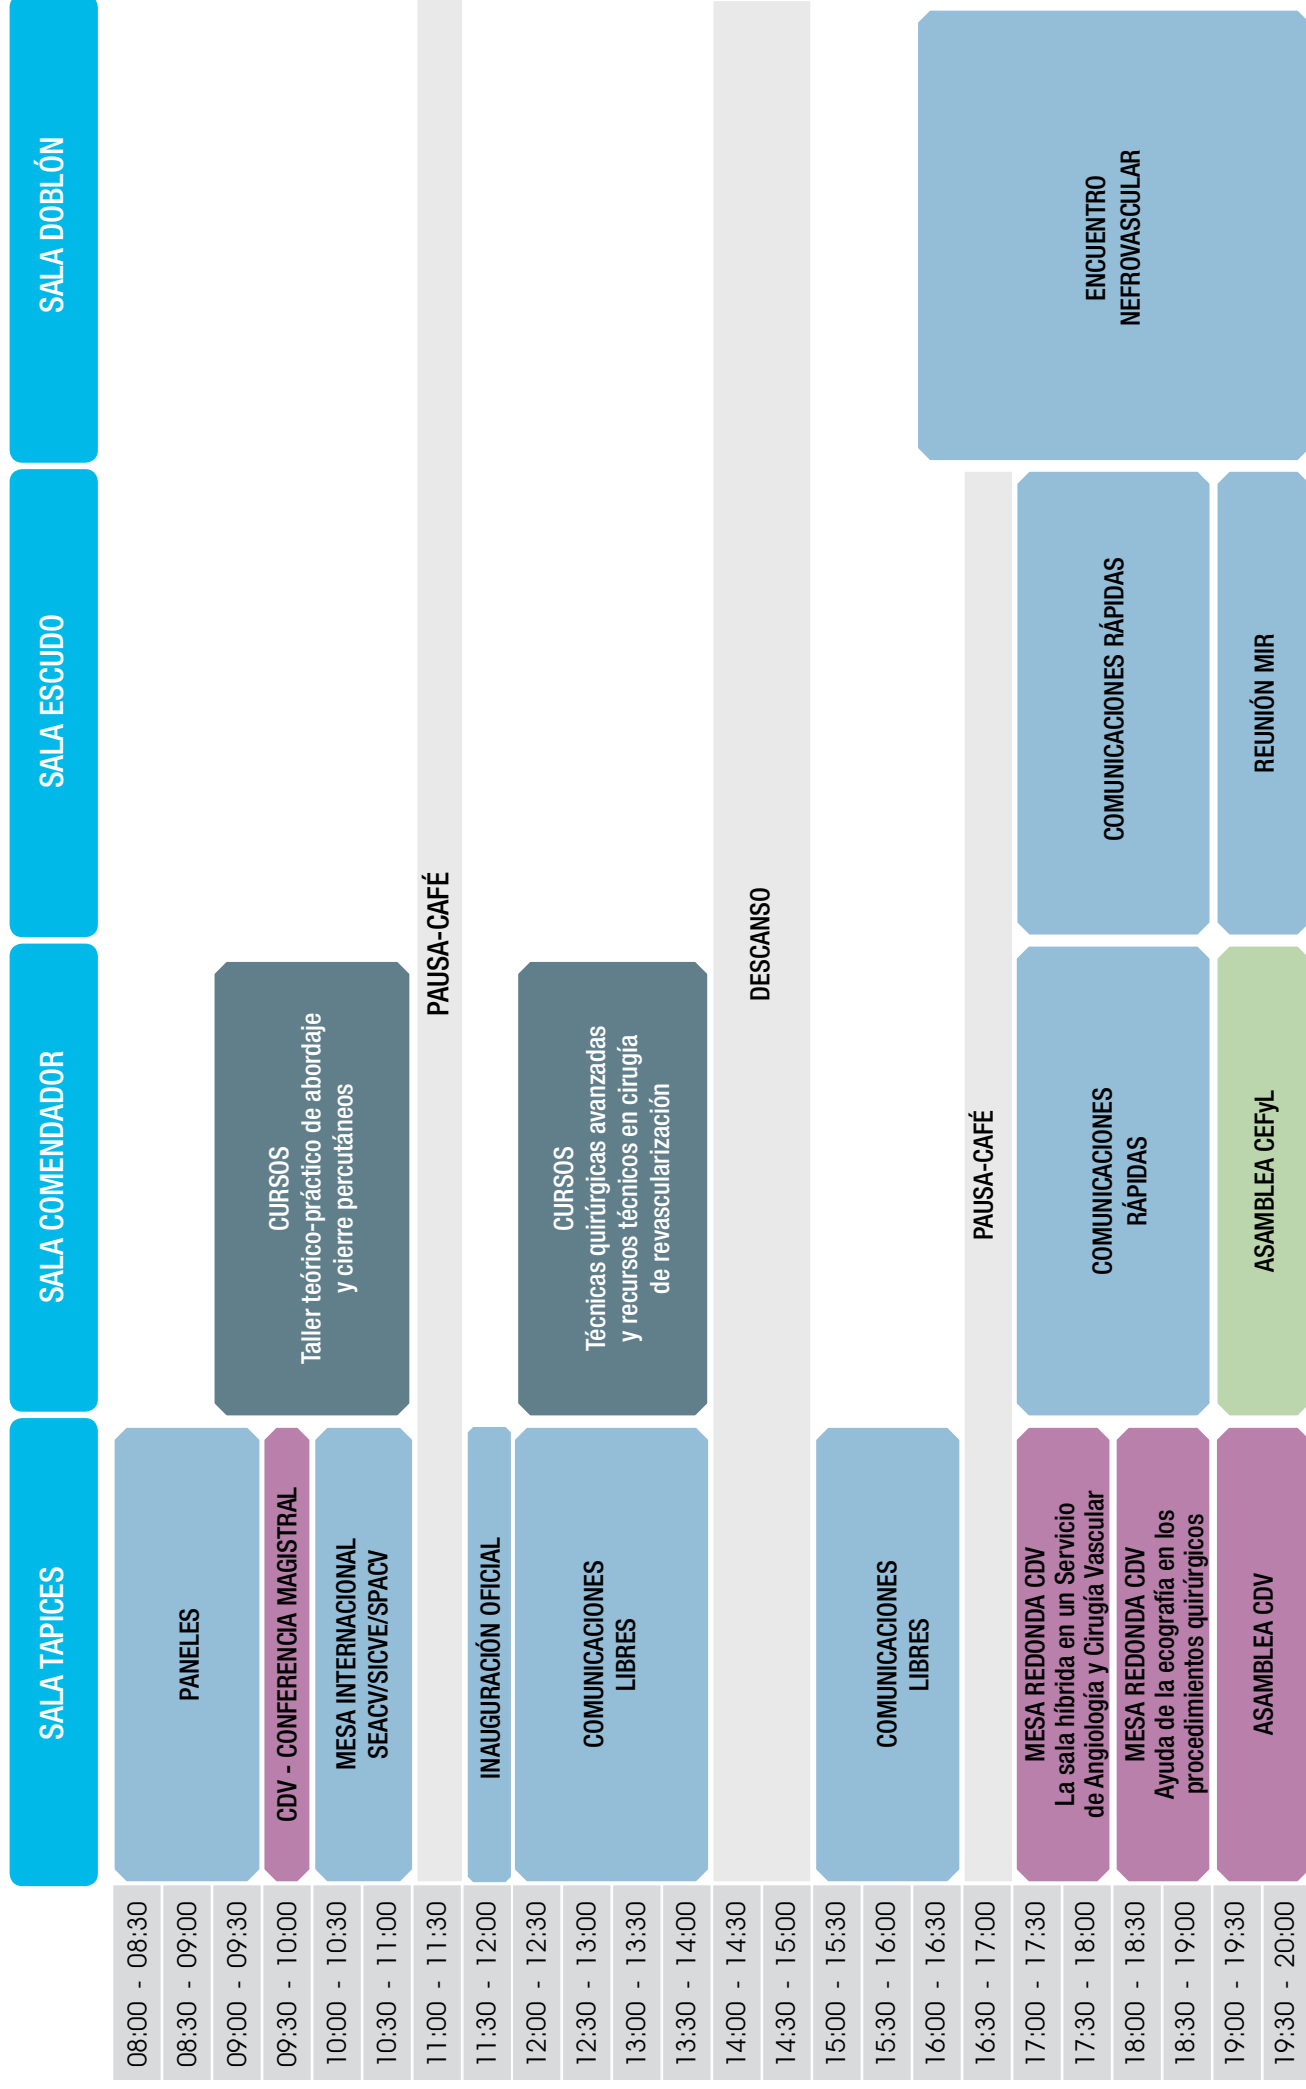 SALA TAPICES
SALA COMENDADOR
SALA ESCUDO
SALA DOBLÓN
08:00 - 08:30
08:30 - 09:00
09:00 - 09:30
09:30 - 10:00
10:00 - 10:30
10:30 - 11:00
11:00 - 11:30
11:30 - 12:00
12:00 - 12:30
12:30 - 13:00
13:00 - 13:30
13:30 - 14:00
14:00 - 14:30
14:30 - 15:00
15:00 - 15:30
15:30 - 16:00
16:00 - 16:30
16:30 - 17:00
17:00 - 17:30
17:30 - 18:00
18:00 - 18:30
18:30 - 19:00
19:00 - 19:30
19:30 - 20:00
PANELES
CDV - CONFERENCIA MAGISTRAL
MESA INTERNACIONAL
SEACV/SICVE/SPACV
CURSOS
Taller teórico-práctico de abordaje
y cierre percutáneos
PAUSA-CAFÉ
INAUGURACIÓN OFICIAL
COMUNICACIONES
LIBRES
CURSOS
Técnicas quirúrgicas avanzadas
y recursos técnicos en cirugía
de revascularización
DESCANSO
COMUNICACIONES
LIBRES
PAUSA-CAFÉ
MESA REDONDA CDV
La sala híbrida en un Servicio
de Angiología y Cirugía Vascular
MESA REDONDA CDV
Ayuda de la ecografía en los
procedimientos quirúrgicos
ASAMBLEA CDV
COMUNICACIONES
RÁPIDAS
ASAMBLEA CEFyL
COMUNICACIONES RÁPIDAS
REUNIÓN MIR
ENCUENTRO
NEFROVASCULAR